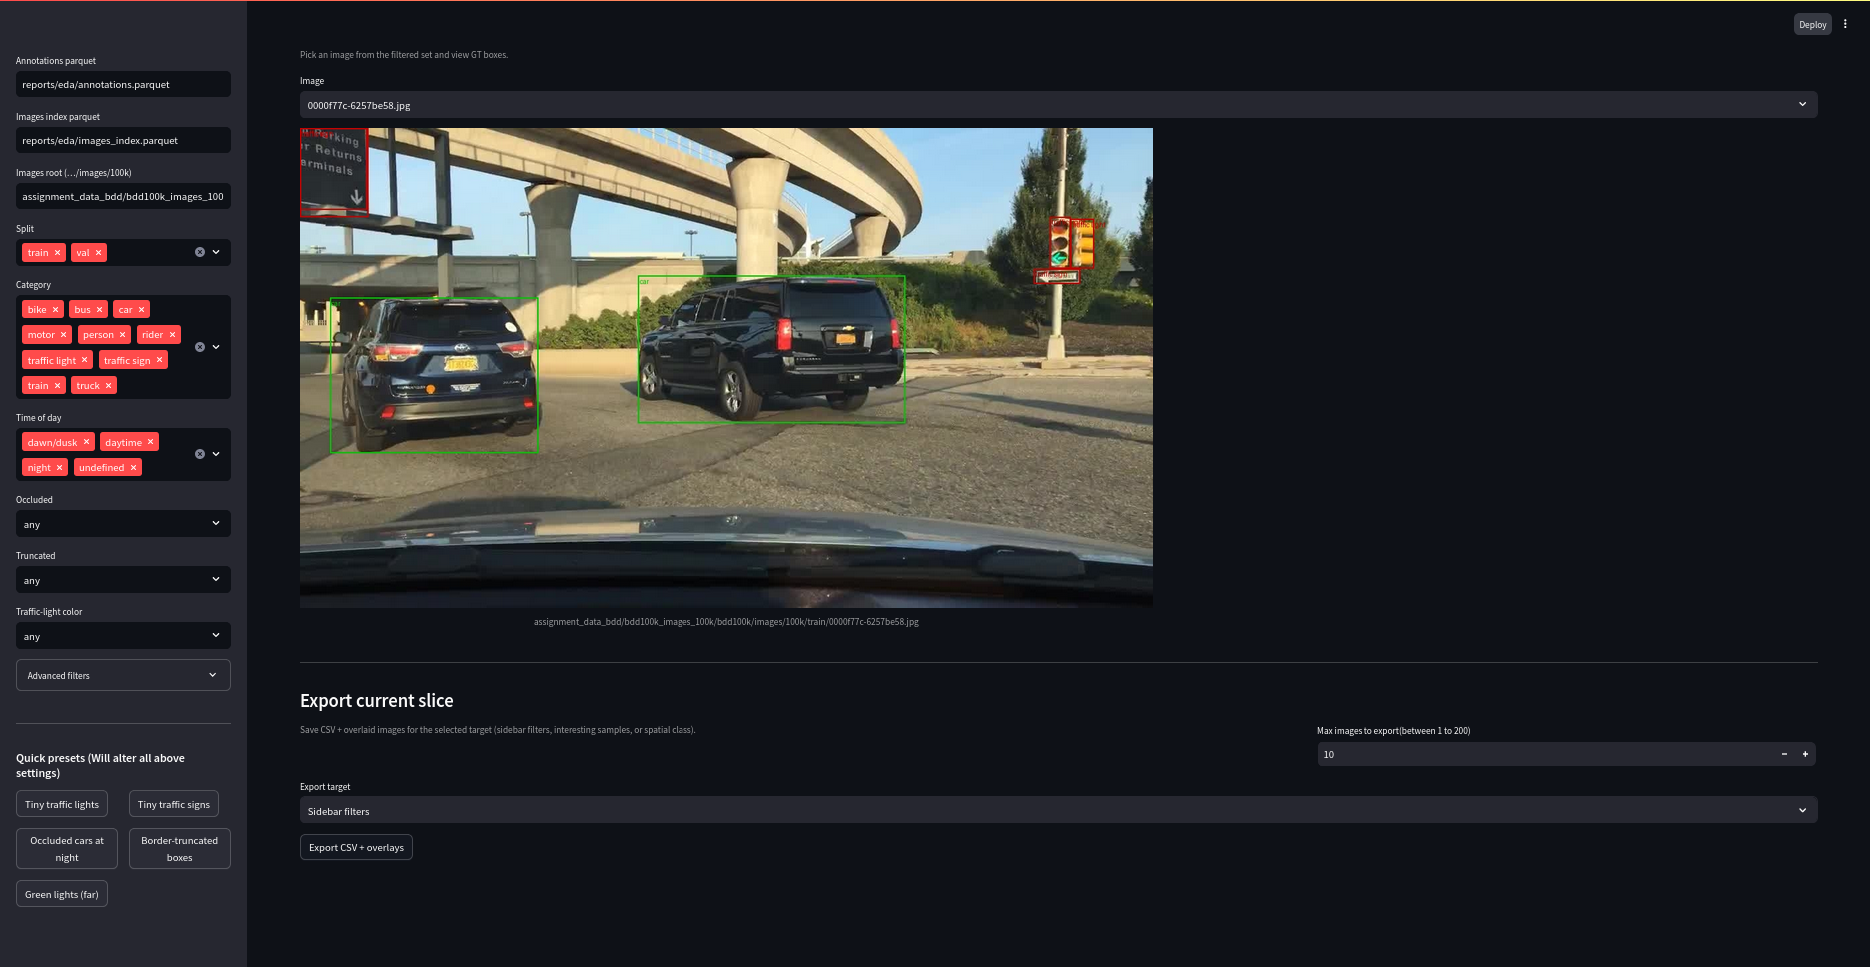 Deploy
Annotations parquet
reports/eda/annotations.parquet
Images index parquet
reports/eda/images_index.parquet
Images root (.../images/100k)
assignment_data_bdd/bdd100k_images_100
Split
train × val ×
Category
bike × bus × car ×
motor × person × rider ×
traffic light × traffic sign ×
train × truck ×
Time of day
dawn/dusk × daytime ×
night × undefined ×
Occluded
any
Truncated
any
Traffic-light color
any
Advanced filters
Quick presets (Will alter all above
settings)
Tiny traffic lights
Tiny traffic signs
Occluded cars at
night
Border-truncated
boxes
Green lights (far)
Pick an image from the filtered set and view GT boxes.
Image
0000f77c-6257be58.jpg
Parking
r Returns
erminals
car
assignment_data_bdd/bdd100k_images_100k/bdd100k/images/100k/train/0000f77c-6257be58.jpg
Export current slice
Save CSV + overlaid images for the selected target (sidebar filters, interesting samples, or spatial class).
Max images to export(between 1 to 200)
10
Export target
Sidebar filters
Export CSV + overlays